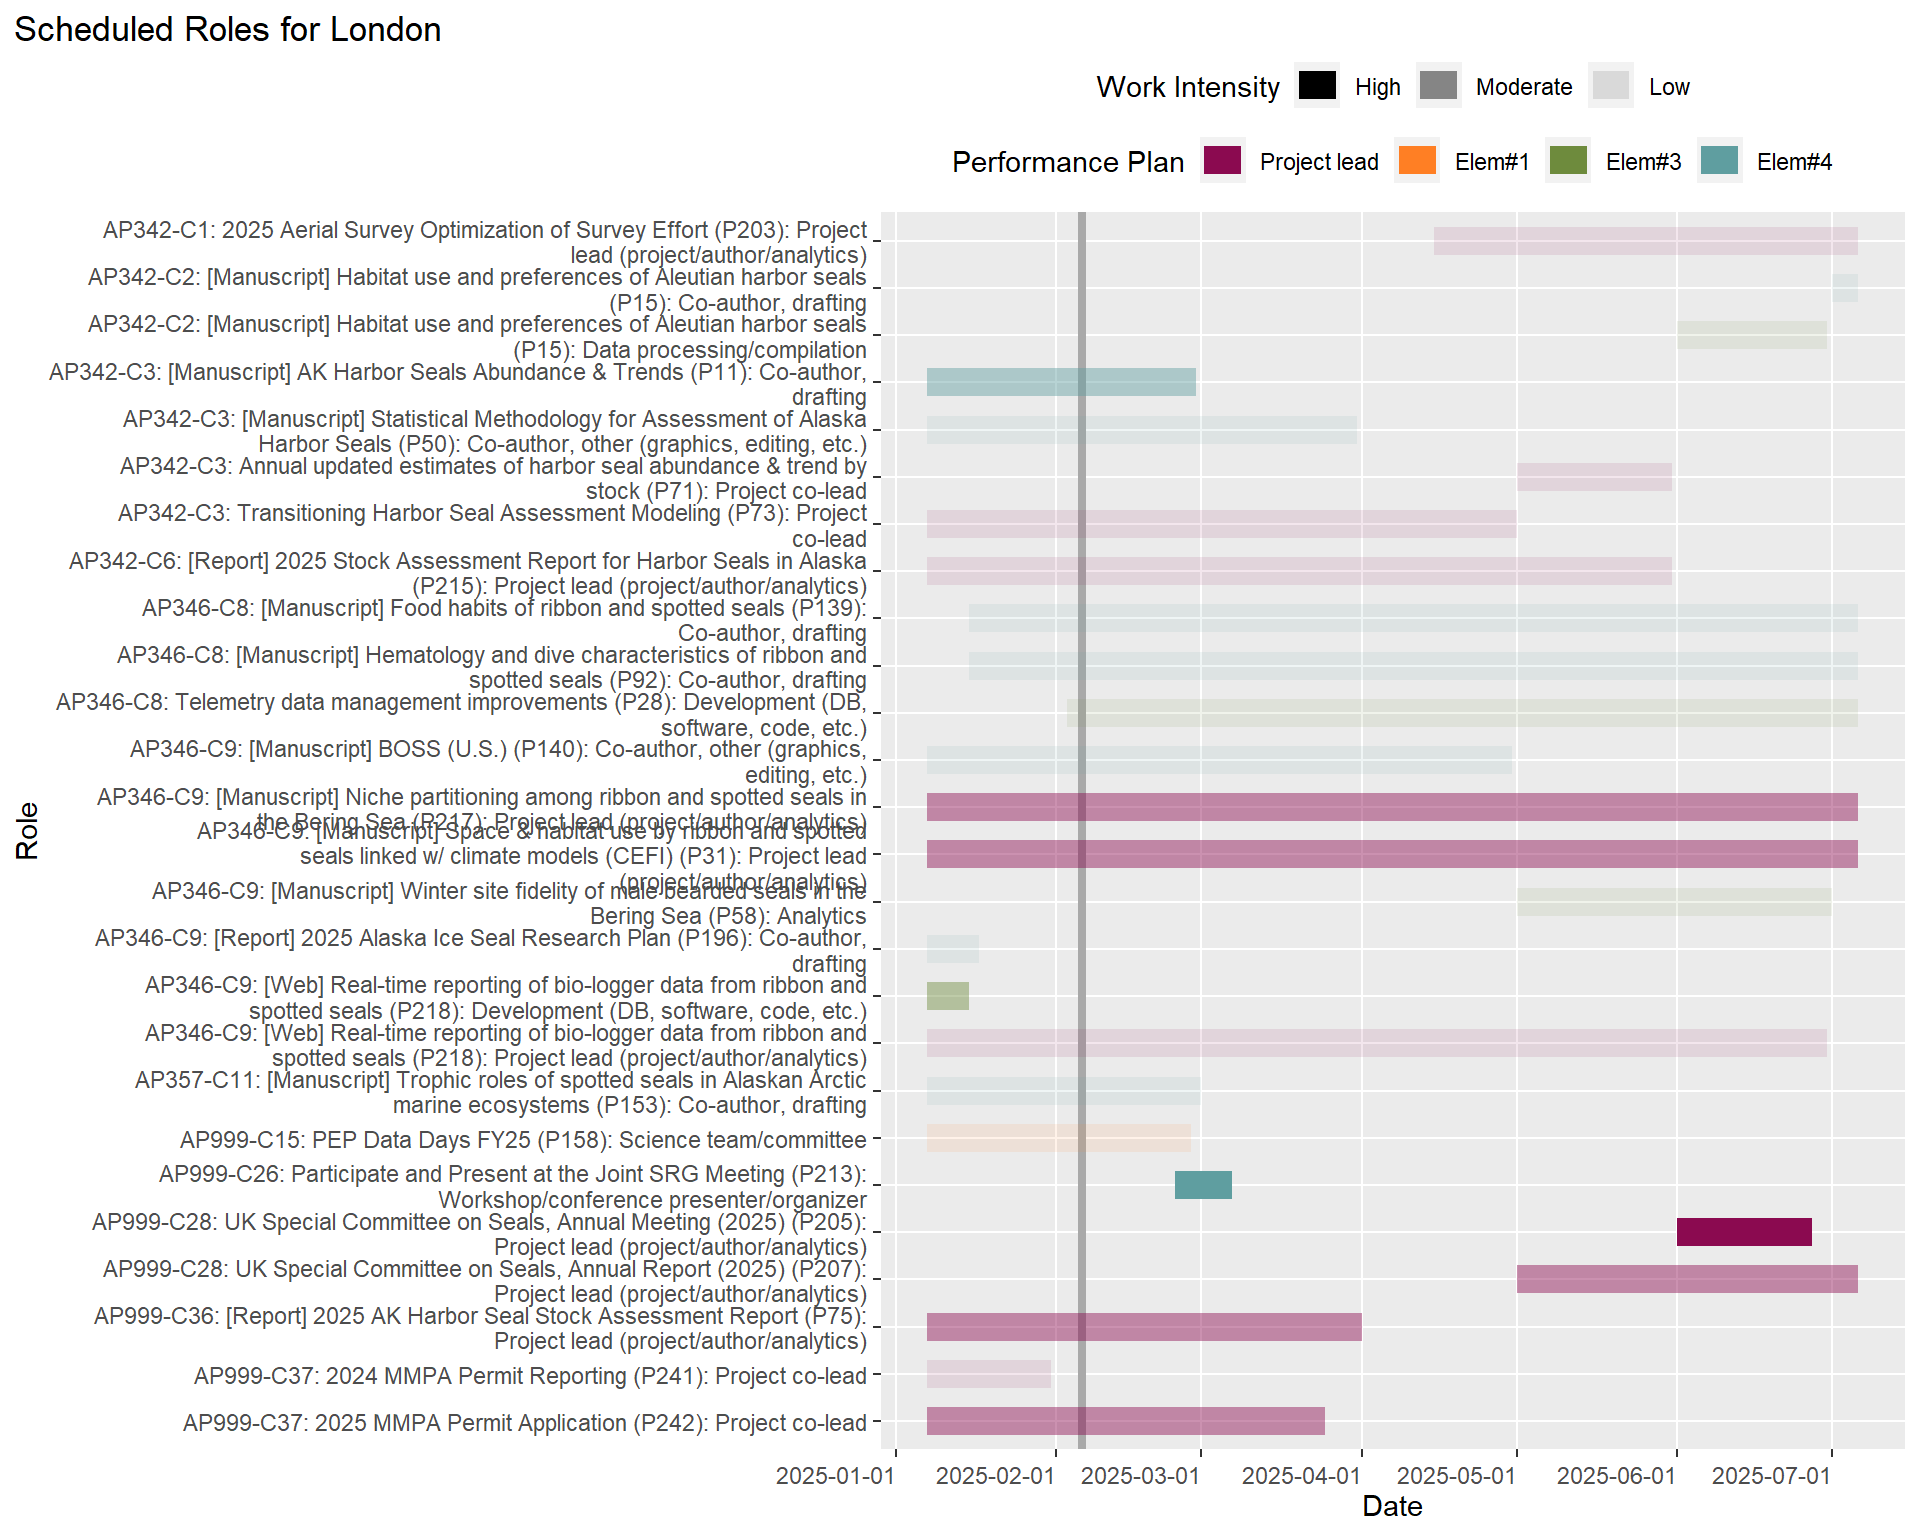 Scheduled Roles for London
Work Intensity High Moderate Low
Performance Plan Project lead Elem#1 Elem#3 Elem#4
AP342-C1: 2025 Aerial Survey Optimization of Survey Effort (P203): Project
lead (project/author/analytics)
AP342-C2: [Manuscript] Habitat use and preferences of Aleutian harbor seals
(P15): Co-author, drafting
AP342-C2: [Manuscript] Habitat use and preferences of Aleutian harbor seals
(P15): Data processing/compilation
AP342-C3: [Manuscript] AK Harbor Seals Abundance & Trends (P11): Co-author,
drafting
AP342-C3: [Manuscript] Statistical Methodology for Assessment of Alaska
Harbor Seals (P50): Co-author, other (graphics, editing, etc.)
AP342-C3: Annual updated estimates of harbor seal abundance & trend by
stock (P71): Project co-lead
AP342-C3: Transitioning Harbor Seal Assessment Modeling (P73): Project
co-lead
AP342-C6: [Report] 2025 Stock Assessment Report for Harbor Seals in Alaska
(P215): Project lead (project/author/analytics)
AP346-C8: [Manuscript] Food habits of ribbon and spotted seals (P139):
Co-author, drafting
AP346-C8: [Manuscript] Hematology and dive characteristics of ribbon and
spotted seals (P92): Co-author, drafting
AP346-C8: Telemetry data management improvements (P28): Development (DB,
software, code, etc.)
AP346-C9: [Manuscript] BOSS (U.S.) (P140): Co-author, other (graphics,
editing, etc.)
AP346-C9: [Manuscript] Niche partitioning among ribbon and spotted seals in
the Bering Sea (P217): Project lead (project/author/analytics)
AP346-C9: [Manuscript] Space & habitat use by ribbon and spotted
seals linked w/ climate models (CEFI) (P31): Project lead
(project/author/analytics)
AP346-C9: [Manuscript] Winter site fidelity of male bearded seals in the
Bering Sea (P58): Analytics
AP346-C9: [Report] 2025 Alaska Ice Seal Research Plan (P196): Co-author,
drafting
AP346-C9: [Web] Real-time reporting of bio-logger data from ribbon and
spotted seals (P218): Development (DB, software, code, etc.)
AP346-C9: [Web] Real-time reporting of bio-logger data from ribbon and
spotted seals (P218): Project lead (project/author/analytics)
AP357-C11: [Manuscript] Trophic roles of spotted seals in Alaskan Arctic
marine ecosystems (P153): Co-author, drafting
AP999-C15: PEP Data Days FY25 (P158): Science team/committee
AP999-C26: Participate and Present at the Joint SRG Meeting (P213):
Workshop/conference presenter/organizer
AP999-C28: UK Special Committee on Seals, Annual Meeting (2025) (P205):
Project lead (project/author/analytics)
AP999-C28: UK Special Committee on Seals, Annual Report (2025) (P207):
Project lead (project/author/analytics)
AP999-C36: [Report] 2025 AK Harbor Seal Stock Assessment Report (P75):
Project lead (project/author/analytics)
AP999-C37: 2024 MMPA Permit Reporting (P241): Project co-lead
AP999-C37: 2025 MMPA Permit Application (P242): Project co-lead
Role
2025-01-01 2025-02-01 2025-03-01 2025-04-01 2025-05-01 2025-06-01 2025-07-01
Date